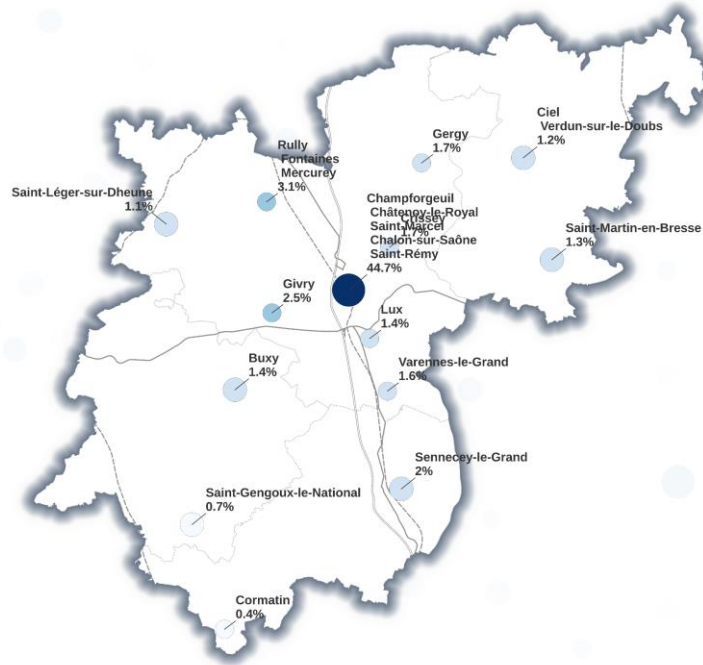 Ciel
Verdun-sur-le-Doubs
1.2%
Gergy
1.7%
Rully
Fontaines
Mercurey
3.1%
Saint-Léger-sur-Dheune
1.1%
Champforgeuil
Châtenoy-le-Royal
Saint-Marcel
Chalon-sur-Saône
Saint-Rémy
44.7%
Crissey
1.7%
Saint-Martin-en-Bresse
1.3%
Givry
2.5%
Lux
1.4%
Buxy
1.4%
Varennes-le-Grand
1.6%
Sennecey-le-Grand
2%
Saint-Gengoux-le-National
0.7%
Cormatin
0.4%